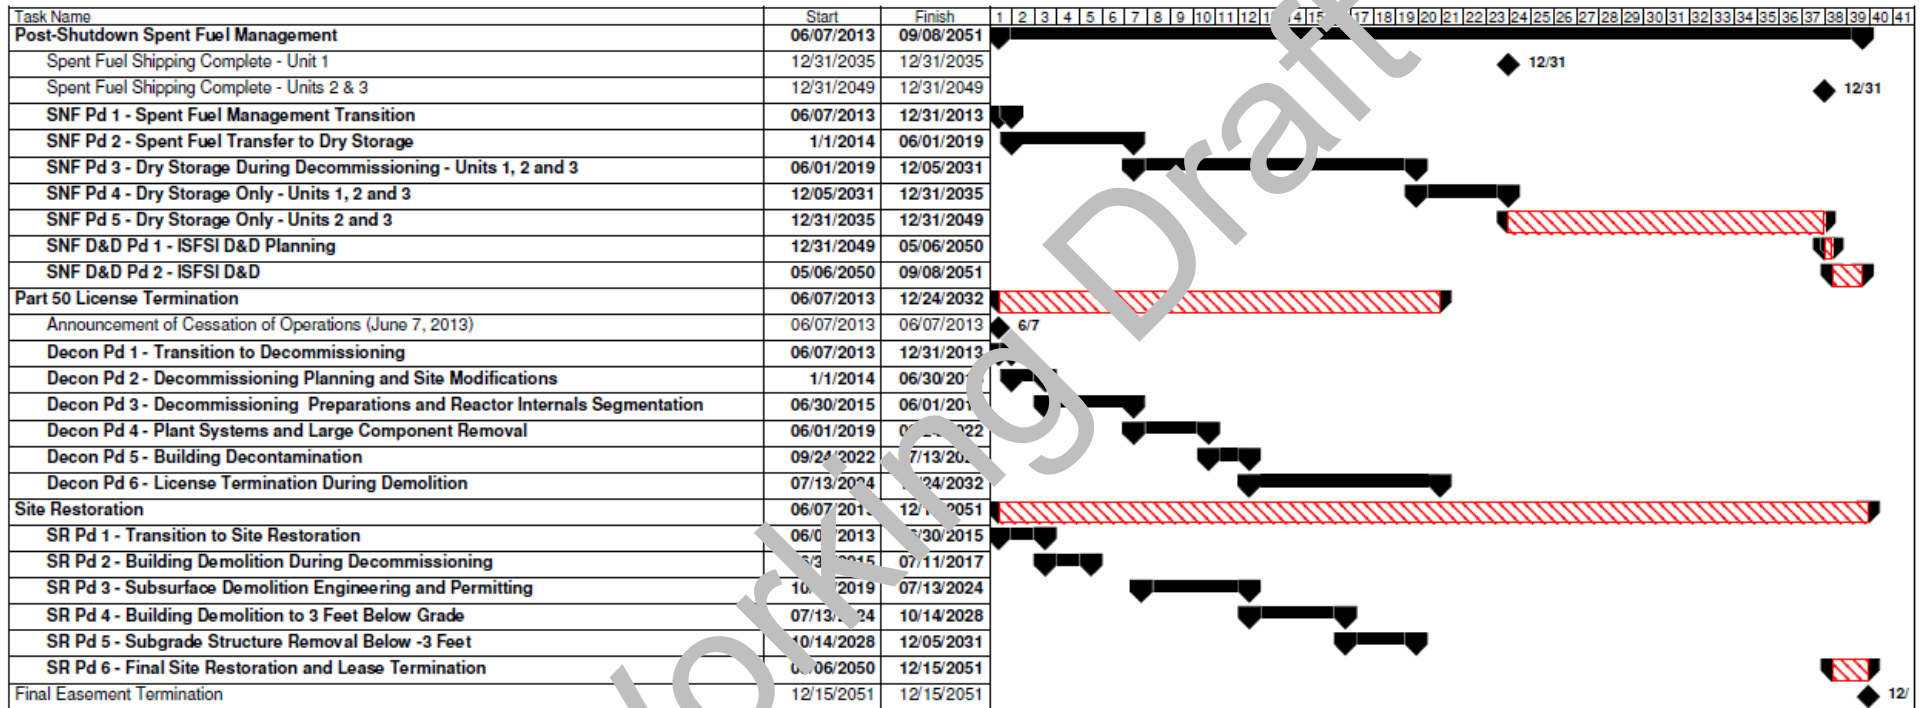 Task Name Start Finish 1 2 3 4 5 6 7 8 9 10 11 12 14 15 17 18 19 20 21 22 23 24 25 26 27 28 29 30 31 32 33 34 35 36 37 38 39 40 41
Post-Shutdown Spent Fuel Management 06/07/2013 09/08/2051
Spent Fuel Shipping Complete - Unit 1 12/31/2035 12/31/2035 12/31
Spent Fuel Shipping Complete - Units 2 & 3 12/31/2049 12/31/2049 12/31
SNF Pd 1 - Spent Fuel Management Transition 06/07/2013 12/31/2013
SNF Pd 2 - Spent Fuel Transfer to Dry Storage 1/1/2014 06/01/2019
SNF Pd 3 - Dry Storage During Decommissioning - Units 1, 2 and 3 06/01/2019 12/05/2031
SNF Pd 4 - Dry Storage Only - Units 1, 2 and 3 12/05/2031 12/31/2035
SNF Pd 5 - Dry Storage Only - Units 2 and 3 12/31/2035 12/31/2049
SNF D&D Pd 1 - ISFSI D&D Planning 12/31/2049 05/06/2050
SNF D&D Pd 2 - ISFSI D&D 05/06/2050 09/08/2051
Part 50 License Termination 06/07/2013 12/24/2032
Announcement of Cessation of Operations (June 7, 2013) 06/07/2013 06/07/2013 6/7
Decon Pd 1 - Transition to Decommissioning 06/07/2013 12/31/2013
Decon Pd 2 - Decommissioning Planning and Site Modifications 1/1/2014
Decon Pd 3 - Decommissioning Preparations and Reactor Internals Segmentation 06/30/2015
Decon Pd 4 - Plant Systems and Large Component Removal 06/01/2019
Decon Pd 5 - Building Decontamination 09/24/2022
Decon Pd 6 - License Termination During Demolition 07/13/2024
Site Restoration
SR Pd 1 - Transition to Site Restoration
SR Pd 2 - Building Demolition During Decommissioning 07/11/2017
SR Pd 3 - Subsurface Demolition Engineering and Permitting 07/13/2024
SR Pd 4 - Building Demolition to 3 Feet Below Grade 10/14/2028
SR Pd 5 - Subgrade Structure Removal Below -3 Feet 10/14/2028 12/05/2031
SR Pd 6 - Final Site Restoration and Lease Termination 12/15/2051
Final Easement Termination 12/15/2051 12/15/2051 12/
Draft